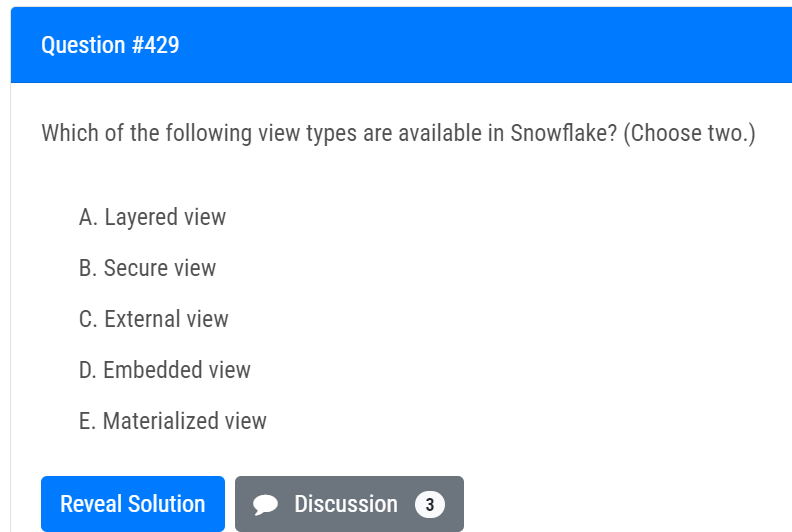 Question #429
Which of the following view types are available in Snowflake? (Choose two.)
A. Layered view
B. Secure view
C. External view
D. Embedded view
E. Materialized view
Reveal Solution Discussion 3